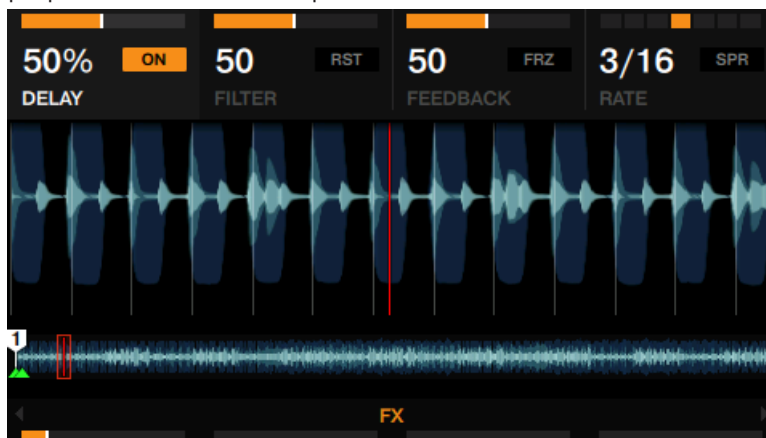 50% ON 50 RST 50 FRZ 3/16 SPR
DELAY FILTER FEEDBACK RATE
1
FX